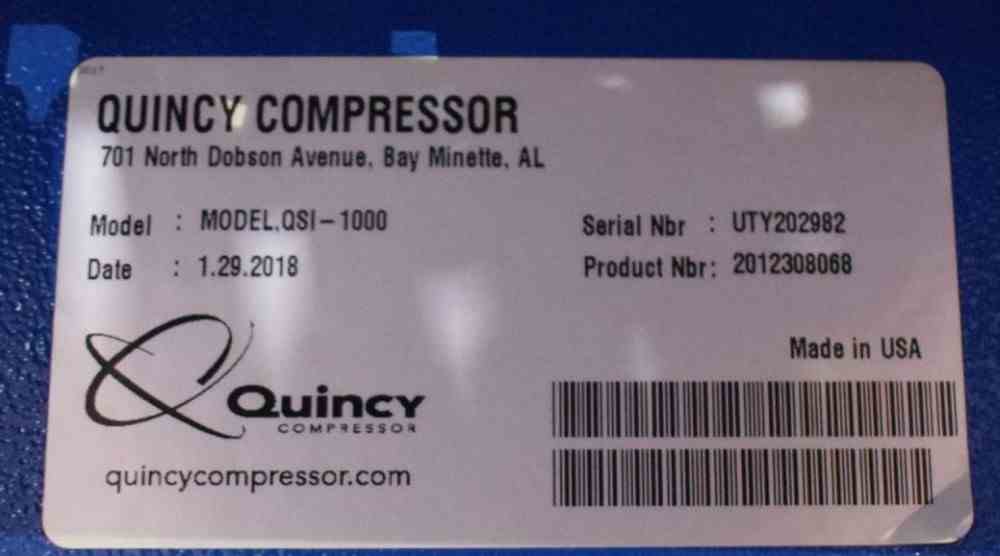 QUINCY COMPRESSOR
701 North Dobson Avenue, Bay Minette, AL
Model : MODEL,QSI-1000
Serial Nbr : UTY202982
Date : 1.29.2018
Product Nbr: 2012308068
Made in USA
Quincy
COMPRESSOR
quincycompressor.com